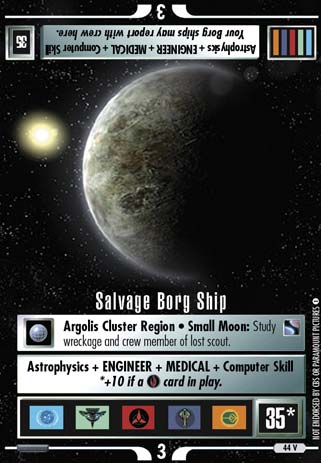 3
Your Borg ships may report with crew here.
Astrophysics + ENGINEER + MEDICAL + Computer Skill
35
Salvage Borg Ship
Argolis Cluster Region • Small Moon: Study
wreckage and crew member of lost scout.
Astrophysics + ENGINEER + MEDICAL + Computer Skill
*+10 if a card in play.
35*
3
44 V
NOT ENDORSED BY CBS OR PARAMOUNT PICTURES